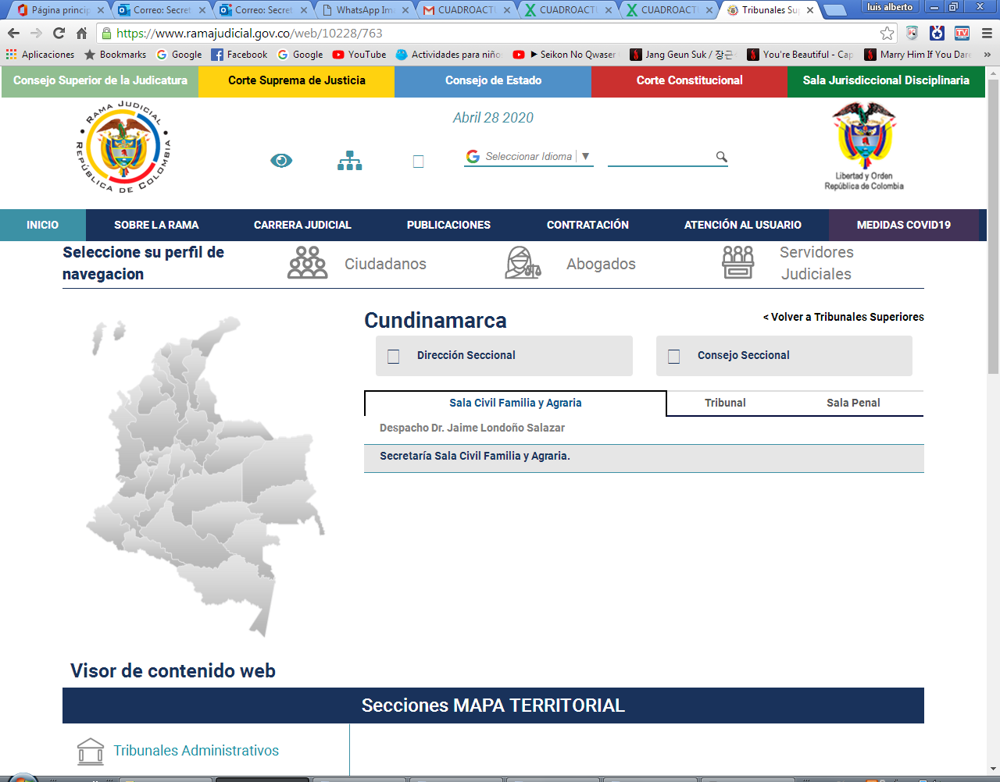 Página princip
Correo: Secret
Correo: Secret
WhatsApp Ima
CUADROACTU
CUADROACTU
CUADROACTU
Tribunales Sup
luis alberto
https://www.ramajudicial.gov.co/web/10228/763
Aplicaciones
Bookmarks
Google
Facebook
Google
YouTube
Actividades para niño
► Seikon No Qwaser
Jang Geun Suk / 장근
You're Beautiful - Cap
Marry Him If You Dare
»
Consejo Superior de la Judicatura
Corte Suprema de Justicia
Consejo de Estado
Corte Constitucional
Sala Jurisdiccional Disciplinaria
RAMA JUDICIAL
REPÚBLICA DE COLOMBIA
Abril 28 2020
Seleccionar Idioma
▼
Libertad y Orden
República de Colombia
INICIO
SOBRE LA RAMA
CARRERA JUDICIAL
PUBLICACIONES
CONTRATACIÓN
ATENCIÓN AL USUARIO
MEDIDAS COVID19
Seleccione su perfil de
navegacion
Ciudadanos
Abogados
Servidores
Judiciales
Cundinamarca
< Volver a Tribunales Superiores
Dirección Seccional
Consejo Seccional
Sala Civil Familia y Agraria
Tribunal
Sala Penal
Despacho Dr. Jaime Londoño Salazar
Secretaría Sala Civil Familia y Agraria.
Visor de contenido web
Secciones MAPA TERRITORIAL
Tribunales Administrativos